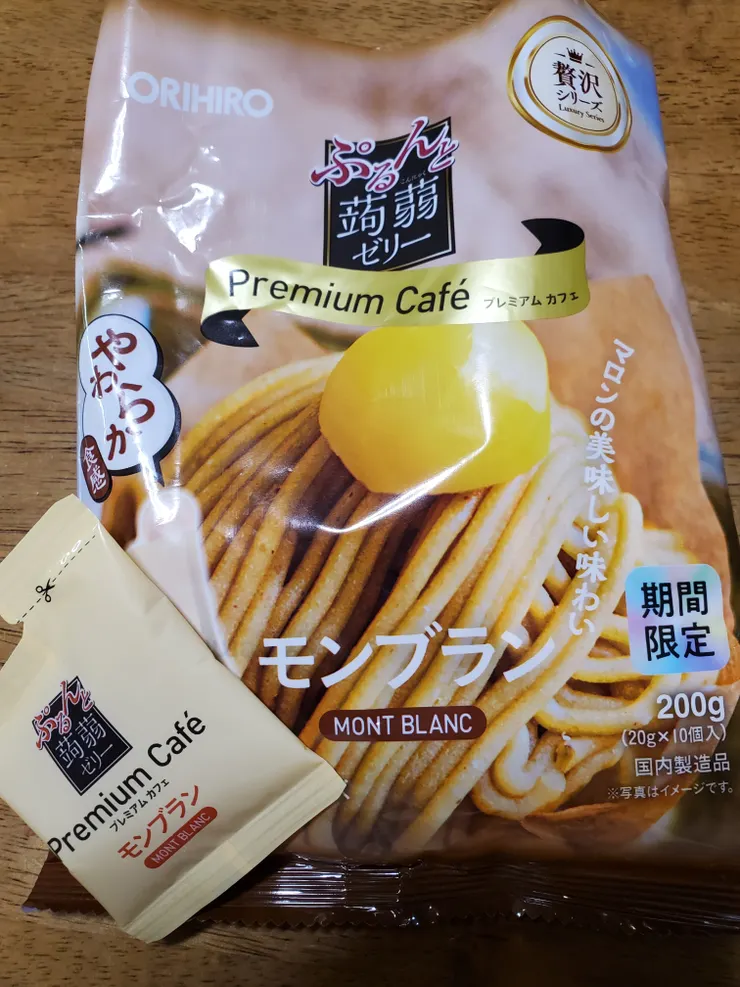 ORIHIRO
贅沢
シリーズ
Luxury Series
ぷるんと
こんにゃく
蒟蒻
ゼリー
Premium Café プレミアム カフェ
やわらか
食感
マロンの美味しい味わい
モンブラン
MONT BLANC
期間
限定
200g
(20g×10個入)
国内製造品
※写真はイメージです。
ぷるんと
蒟蒻
ゼリー
Premium Café
プレミアム カフェ
モンブラン
MONT BLANC